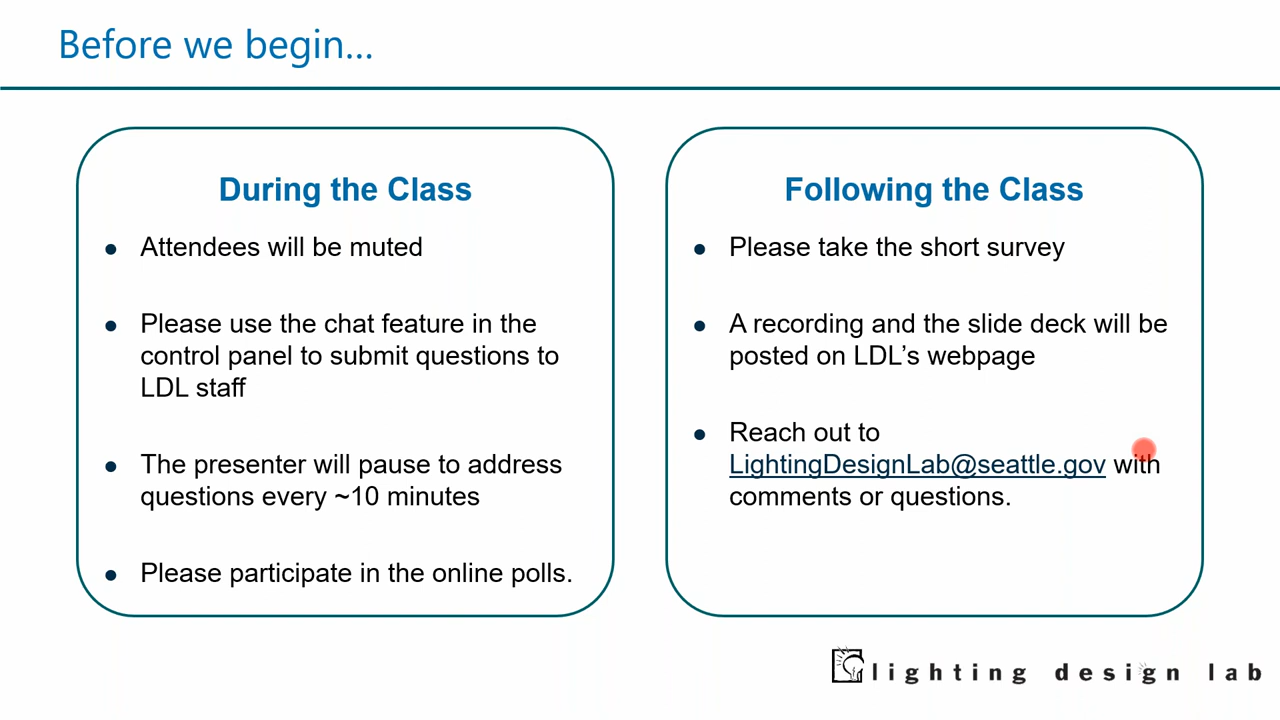 Before we begin...
During the Class
● Attendees will be muted
● Please use the chat feature in the
control panel to submit questions to
LDL staff
● The presenter will pause to address
questions every ~10 minutes
● Please participate in the online polls.
Following the Class
● Please take the short survey
● A recording and the slide deck will be
posted on LDL’s webpage
● Reach out to
LightingDesignLab@seattle.gov with
comments or questions.
lighting design lab